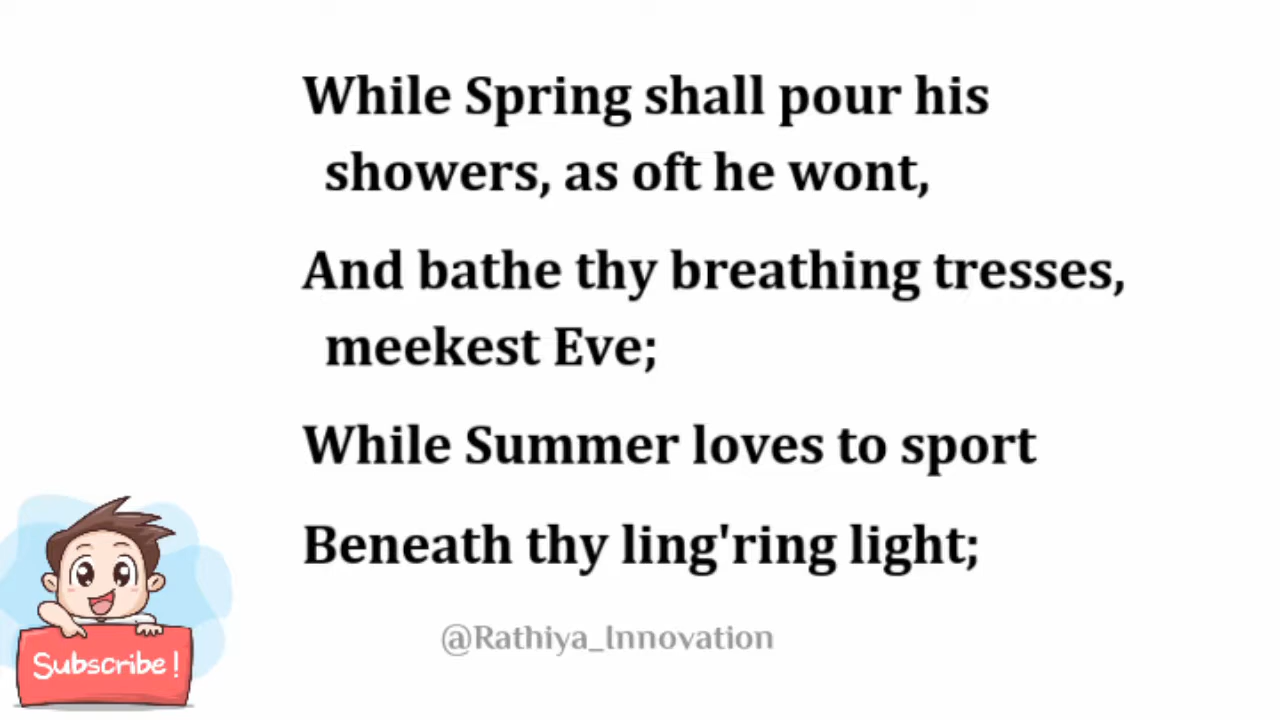 While Spring shall pour his
showers, as oft he wont,
And bathe thy breathing tresses,
meekest Eve;
While Summer loves to sport
Beneath thy ling'ring light;
@Rathiya_Innovation
Subscribe!